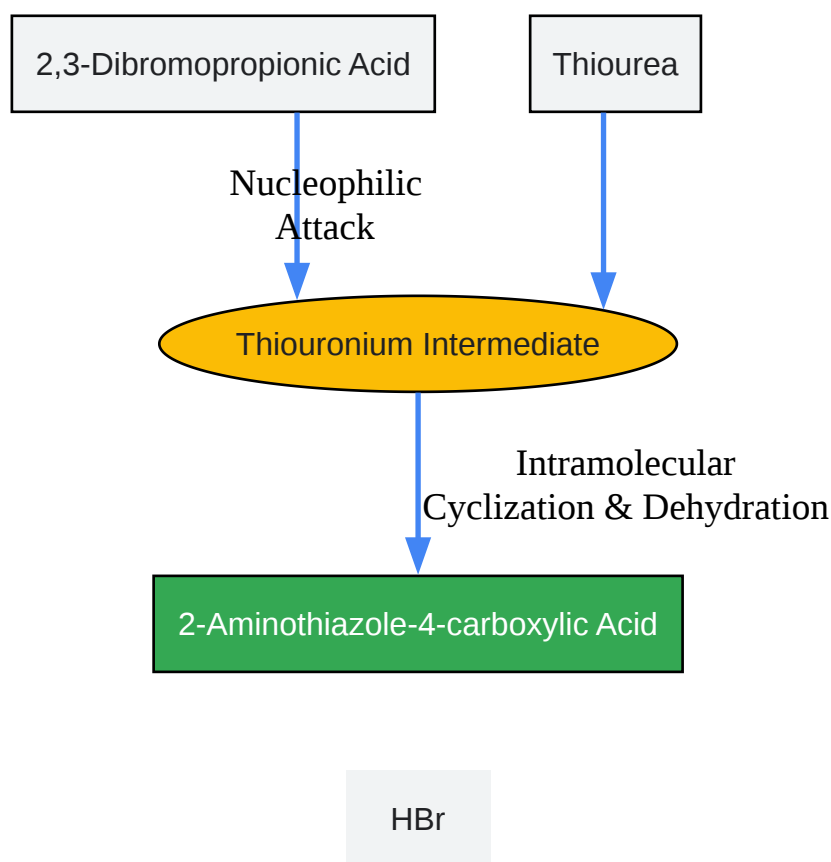 2,3-Dibromopropionic Acid
Thiourea
Nucleophilic
Attack
Thiouronium Intermediate
Intramolecular
Cyclization & Dehydration
2-Aminothiazole-4-carboxylic Acid
HBr